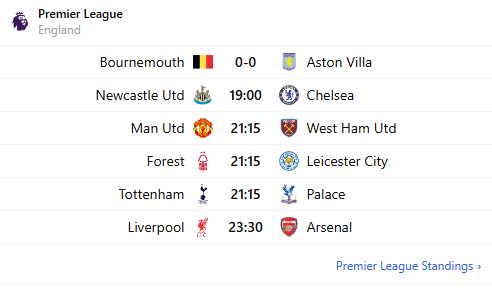 Premier League
England
Bournemouth 0-0 Aston Villa
Newcastle Utd 19:00 Chelsea
Man Utd 21:15 West Ham Utd
Forest 21:15 Leicester City
Tottenham 21:15 Palace
Liverpool 23:30 Arsenal
Premier League Standings ›